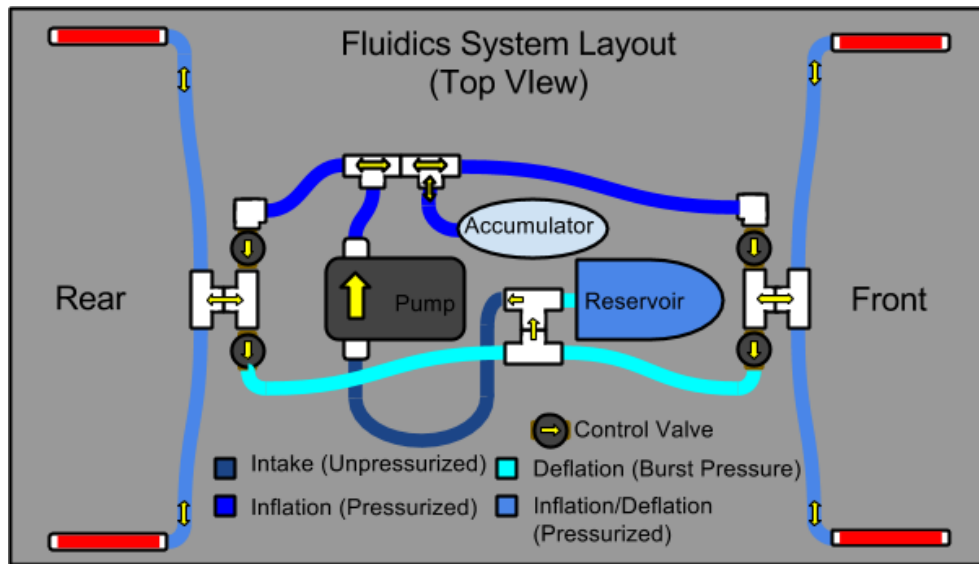 Fluidics System Layout
(Top VIew)
Accumulator
Rear
Pump
Reservoir
Front
Control Valve
Intake (Unpressurized)
Deflation (Burst Pressure)
Inflation (Pressurized)
Inflation/Deflation
(Pressurized)